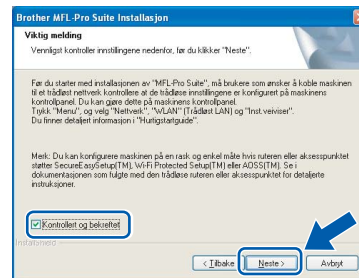 Brother MFL-Pro Suite Installasjon
Viktig melding
Vennligst kontroller innstillingene nedenfor, før du klikker "Neste".
Før du starter med installasjonen av "MFL-Pro Suite", må brukere som ønsker å koble maskinen
til et trådløst nettverk kontrollere at de trådløse innstillingene er konfigurert på maskinens
kontrollpanel. Du kan gjøre dette på maskinens kontrollpanel.
Trykk "Menu", og velg "Nettverk", "WLAN" (Trådløst LAN) og "Inst.veiviser".
Du finner detaljert informasjon i "Hurtigstartguide".
Merk: Du kan konfigurere maskinen på en rask og enkel måte hvis ruteren eller aksesspunktet
støtter SecureEasySetup(TM), Wi-Fi Protected Setup(TM) eller AOSS(TM). Se i
dokumentasjonen som fulgte med den trådløse ruteren eller aksesspunktet for detaljerte
instruksjoner.
Kontrollert og bekreftet
InstallShield
< Tilbake
Neste >
Avbryt